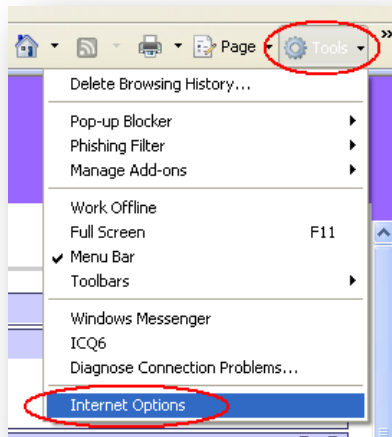 Page Tools »
Delete Browsing History...
Pop-up Blocker
Phishing Filter
Manage Add-ons
Work Offline
Full Screen F11
Menu Bar
Toolbars
Windows Messenger
ICQ6
Diagnose Connection Problems...
Internet Options